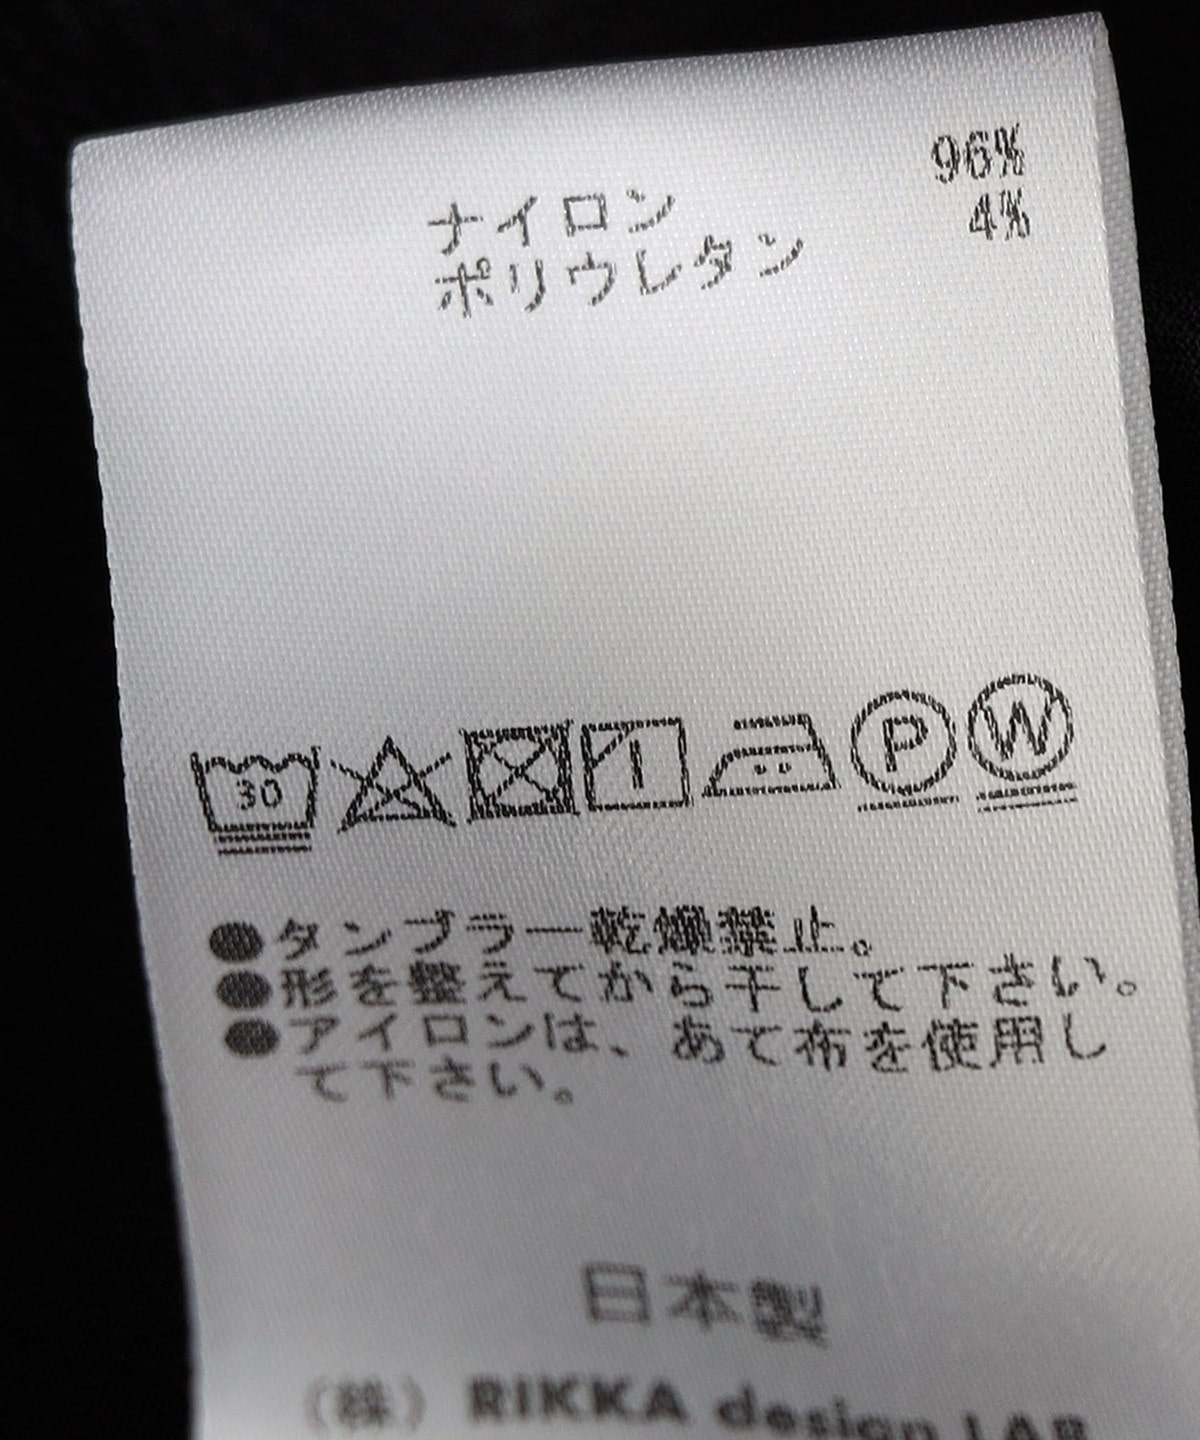 ナイロン 96%
ポリウレタン 4%
30 P W
●タンブラー乾燥禁止。
●形を整えてから干して下さい。
●アイロンは、あて布を使用し
て下さい。
日本製
(株) RIKKA design LAB